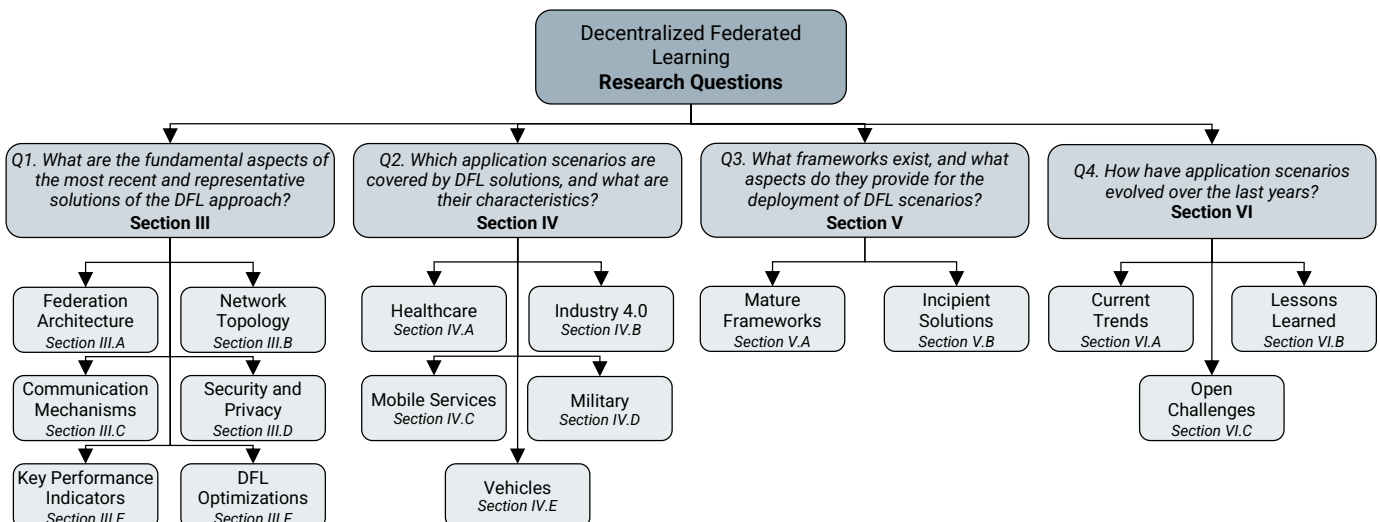 Decentralized Federated
Learning
Research Questions
Q1. What are the fundamental aspects of
the most recent and representative
solutions of the DFL approach?
Section III
Q2. Which application scenarios are
covered by DFL solutions, and what are
their characteristics?
Section IV
Q3. What frameworks exist, and what
aspects do they provide for the
deployment of DFL scenarios?
Section V
Q4. How have application scenarios
evolved over the last years?
Section VI
Federation
Architecture
Section III.A
Network
Topology
Section III.B
Healthcare
Section IV.A
Industry 4.0
Section IV.B
Mature
Frameworks
Section V.A
Incipient
Solutions
Section V.B
Current
Trends
Section VI.A
Lessons
Learned
Section VI.B
Communication
Mechanisms
Section III.C
Security and
Privacy
Section III.D
Mobile Services
Section IV.C
Military
Section IV.D
Open
Challenges
Section VI.C
Key Performance
Indicators
Section
DFL
Optimizations
Section
Vehicles
Section IV.E